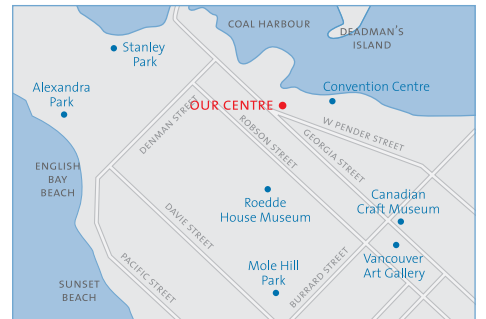 COAL HARBOUR
DEADMAN'S
ISLAND
Stanley
Park
Alexandra
Park
Convention Centre
OUR CENTRE
DENMAN STREET
ROBSON STREET
GEORGIA STREET
W PENDER STREET
ENGLISH
BAY
BEACH
Roedde
House Museum
Canadian
Craft Museum
DAVIE STREET
Vancouver
Art Gallery
PACIFIC STREET
Mole Hill
Park
BURRARD STREET
SUNSET
BEACH